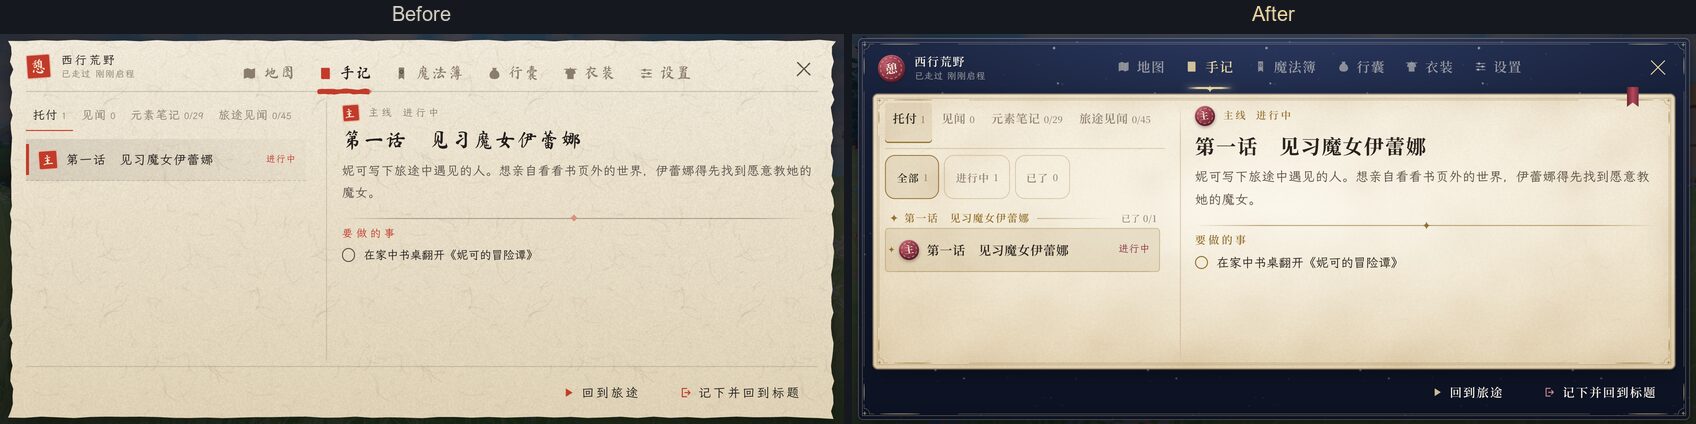 Before
憩
西行荒野
已走过 刚刚启程
地图
手记
魔法簿
行囊
衣装
设置
托付 1
见闻 0
元素笔记 0/29
旅途见闻 0/45
主
第一话 见习魔女伊蕾娜
进行中
主
主线 进行中
第一话 见习魔女伊蕾娜
妮可写下旅途中遇见的人。想亲自看看书页外的世界，伊蕾娜得先找到愿意教她的
魔女。
要做的事
在家中书桌翻开《妮可的冒险谭》
回到旅途
记下并回到标题
After
憩
西行荒野
已走过 刚刚启程
地图
手记
魔法簿
行囊
衣装
设置
托付 1
见闻 0
元素笔记 0/29
旅途见闻 0/45
全部 1
进行中 1
已了 0
第一话 见习魔女伊蕾娜
已了 0/1
主
第一话 见习魔女伊蕾娜
进行中
主
主线 进行中
第一话 见习魔女伊蕾娜
妮可写下旅途中遇见的人。想亲自看看书页外的世界，伊蕾娜得先找到愿意教
她的魔女。
要做的事
在家中书桌翻开《妮可的冒险谭》
回到旅途
记下并回到标题